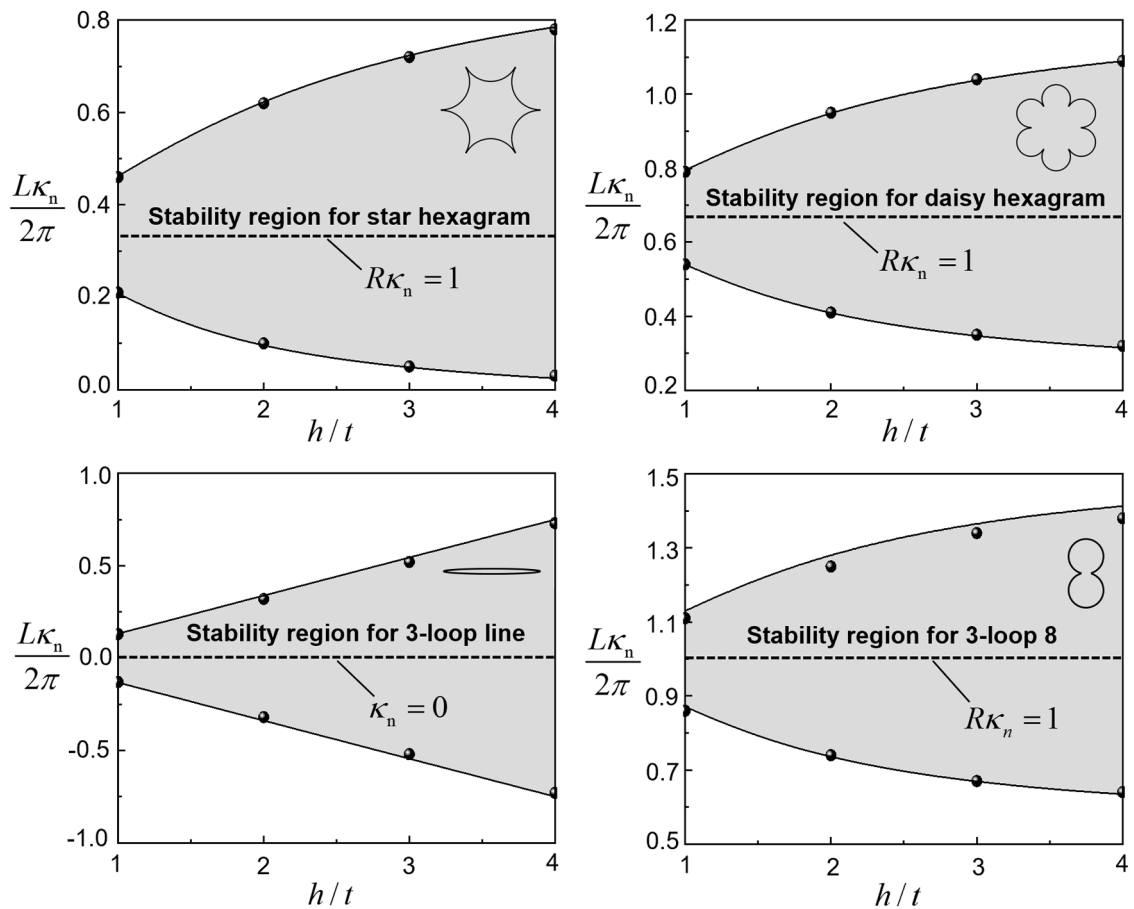 0.8
0.6
0.4
0.2
0.0
Lκn
2π
Stability region for star hexagram
Rκn = 1
1 2 3 4
h / t
1.2
1.0
0.8
0.6
0.4
0.2
Lκn
2π
Stability region for daisy hexagram
Rκn = 1
1 2 3 4
h / t
1.0
0.5
0.0
-0.5
-1.0
Lκn
2π
Stability region for 3-loop line
κn = 0
1 2 3 4
h / t
1.5
1.3
1.1
0.9
0.7
0.5
Lκn
2π
Stability region for 3-loop 8
Rκn = 1
1 2 3 4
h / t